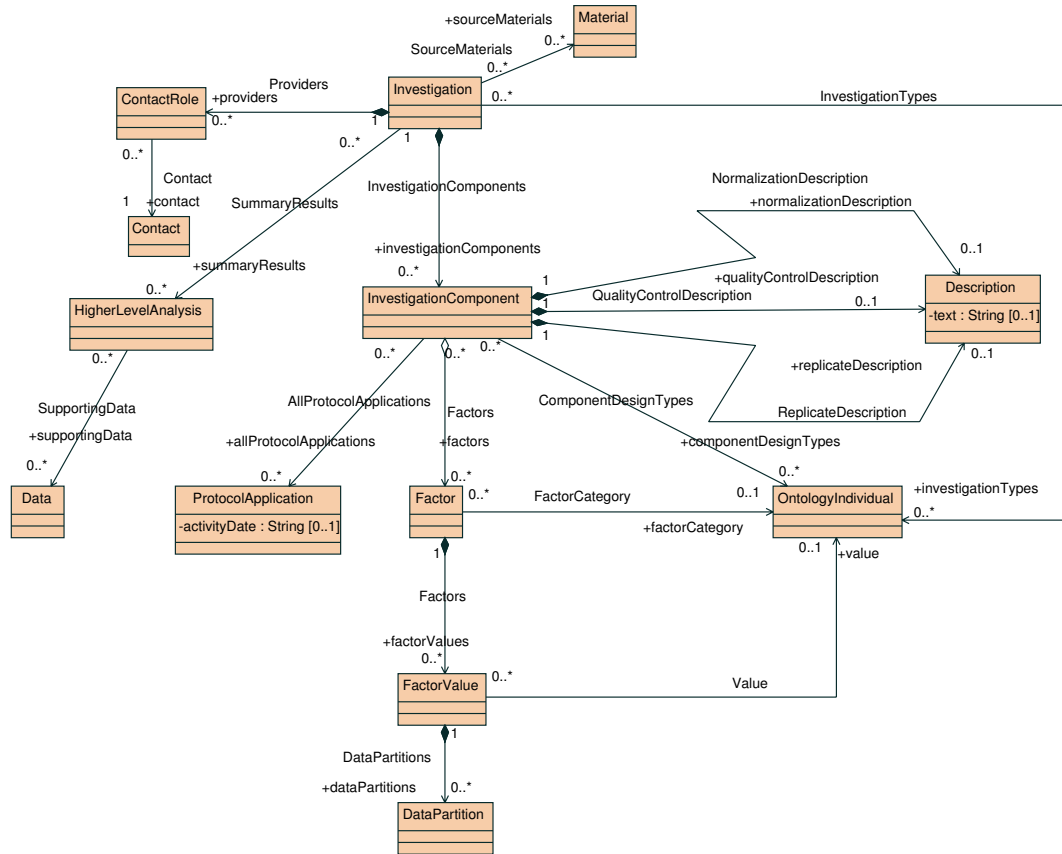 +sourceMaterials
Material
0..*
SourceMaterials
0..*
Providers
ContactRole
+providers
0..*
1
Investigation
0..*
InvestigationTypes
1
0..*
0..*
Contact
1
+contact
Contact
SummaryResults
+summaryResults
0..*
InvestigationComponents
+investigationComponents
0..*
NormalizationDescription
+normalizationDescription
0..1
+qualityControlDescription
QualityControlDescription
0..1
1
1
1
InvestigationComponent
Description
-text : String [0..1]
0..1
+replicateDescription
ReplicateDescription
HigherLevelAnalysis
0..*
0..*
0..*
0..*
SupportingData
+supportingData
0..*
AllProtocolApplications
+allProtocolApplications
0..*
Factors
+factors
0..*
ComponentDesignTypes
+componentDesignTypes
0..*
Data
ProtocolApplication
-activityDate : String [0..1]
Factor
0..*
FactorCategory
0..1
+factorCategory
OntologyIndividual
+investigationTypes
0..*
0..1
+value
1
Factors
+factorValues
0..*
FactorValue
0..*
Value
1
DataPartitions
+dataPartitions
0..*
DataPartition